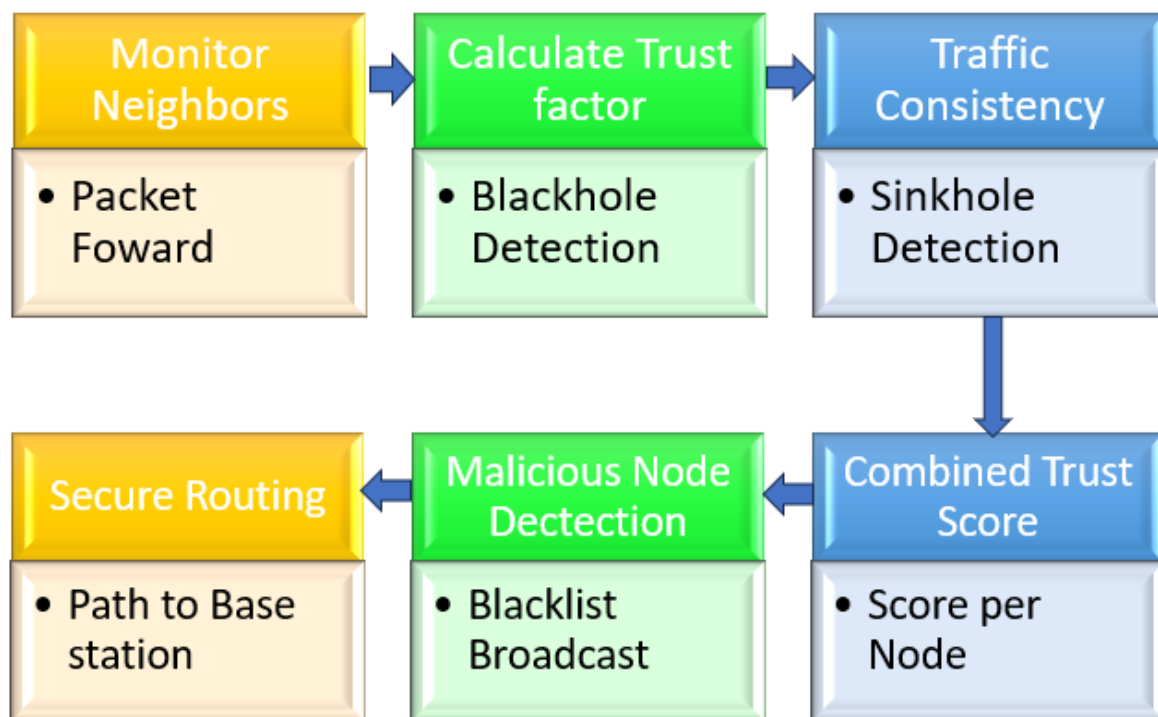 Monitor
Neighbors
• Packet
Foward
Calculate Trust
factor
• Blackhole
Detection
Traffic
Consistency
• Sinkhole
Detection
Combined Trust
Score
• Score per
Node
Malicious Node
Dectection
• Blacklist
Broadcast
Secure Routing
• Path to Base
station